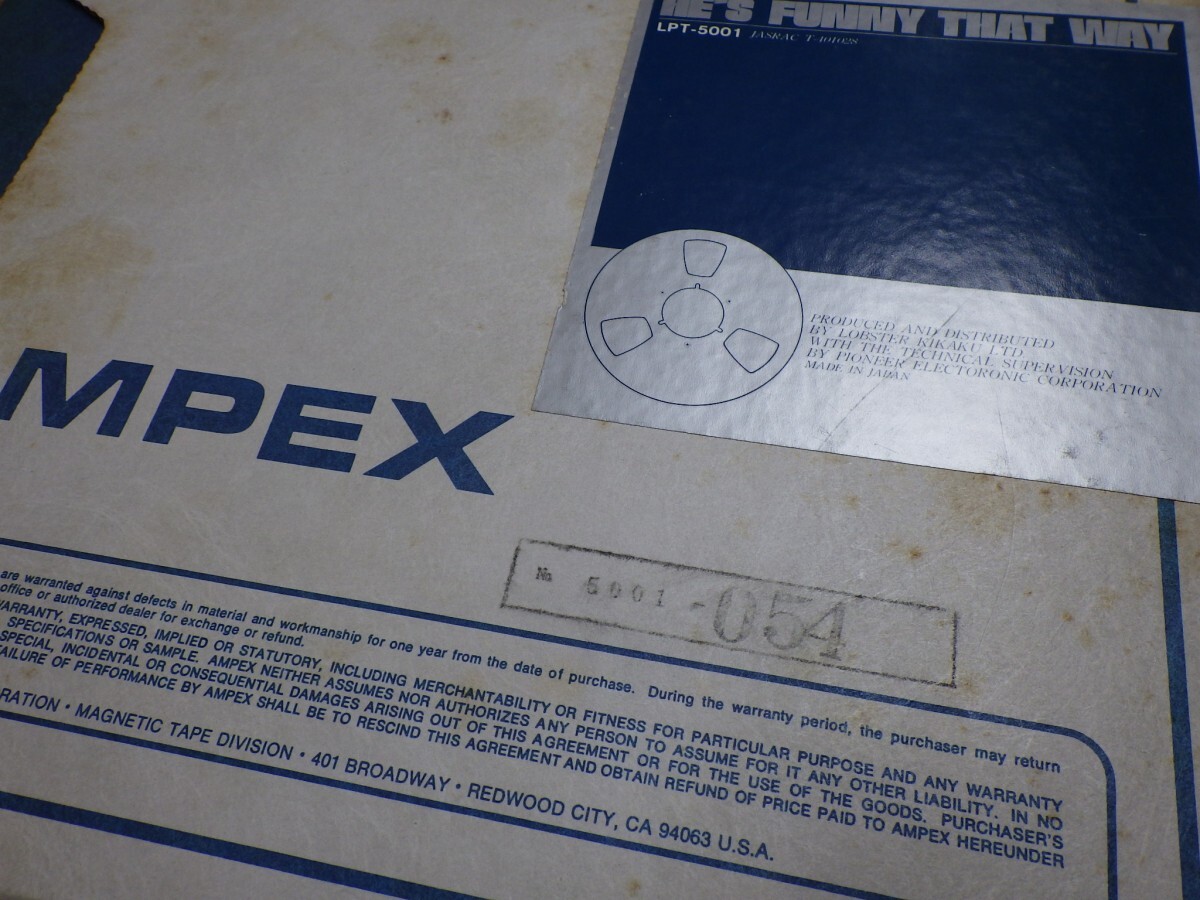 HE'S FUNNY THAT WAY
LPT-5001 JASRAC T-101028
PRODUCED AND DISTRIBUTED
BY LOBSTER KIKAKU LTD
WITH THE TECHNICAL SUPERVISION
BY PIONEER ELECTORONIC CORPORATION
MADE IN JAPAN
MPEX
№ 5001 -054
are warranted against defects in material and workmanship for one year from the date of purchase. During the warranty period, the purchaser may return
office or authorized dealer for exchange or refund.
WARRANTY, EXPRESSED, IMPLIED OR STATUTORY, INCLUDING MERCHANTABILITY OR FITNESS FOR PARTICULAR PURPOSE AND ANY WARRANTY
SPECIFICATIONS OR SAMPLE. AMPEX NEITHER ASSUMES NOR AUTHORIZES ANY PERSON TO ASSUME FOR IT ANY OTHER LIABILITY. IN NO
SPECIAL, INCIDENTAL OR CONSEQUENTIAL DAMAGES ARISING OUT OF THIS AGREEMENT OR FOR THE USE OF THE GOODS. PURCHASER'S
FAILURE OF PERFORMANCE BY AMPEX SHALL BE TO RESCIND THIS AGREEMENT AND OBTAIN REFUND OF PRICE PAID TO AMPEX HEREUNDER
RATION • MAGNETIC TAPE DIVISION • 401 BROADWAY • REDWOOD CITY, CA 94063 U.S.A.